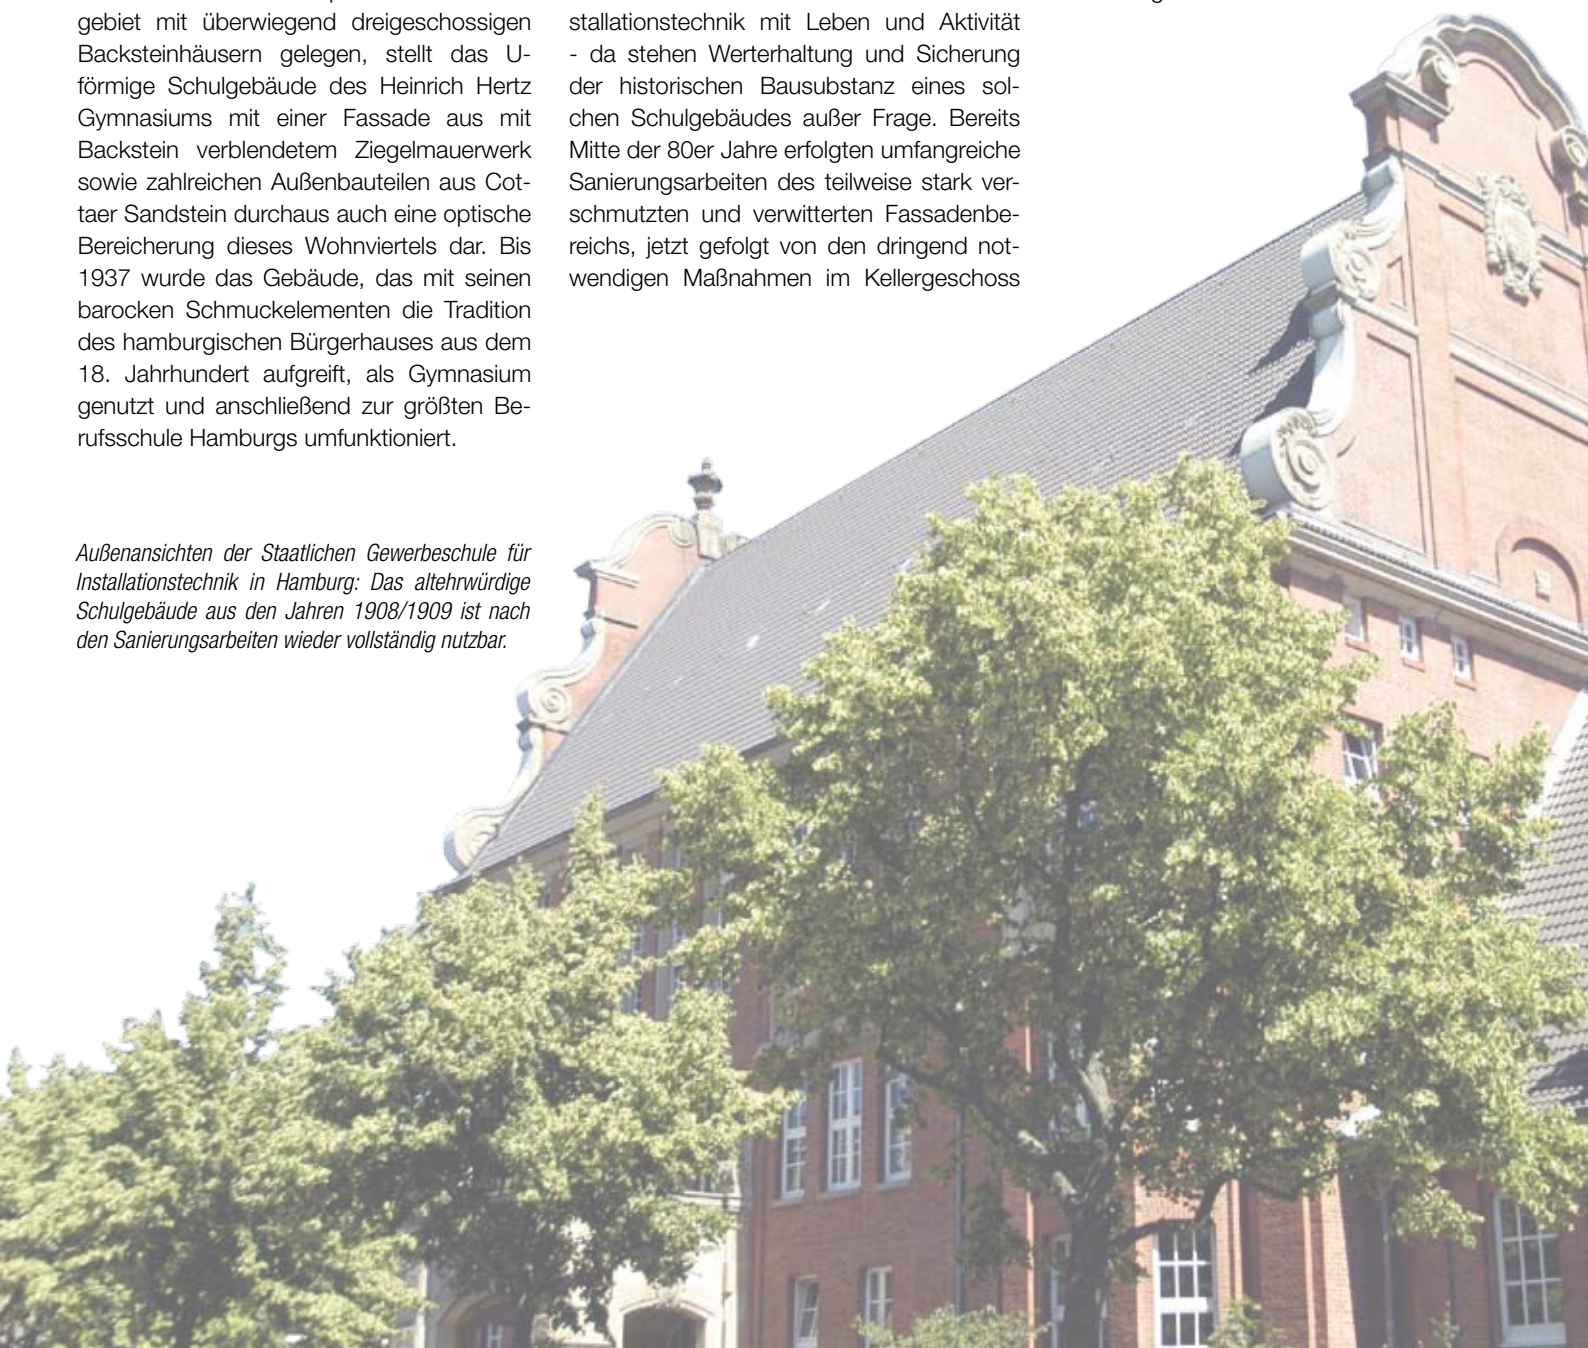 gebiet mit überwiegend dreigeschossigen
Backsteinhäusern gelegen, stellt das U-
förmige Schulgebäude des Heinrich Hertz
Gymnasiums mit einer Fassade aus mit
Backstein verblendetem Ziegelmauerwerk
sowie zahlreichen Außenbauteilen aus Cot-
taer Sandstein durchaus auch eine optische
Bereicherung dieses Wohnviertels dar. Bis
1937 wurde das Gebäude, das mit seinen
barocken Schmuckelementen die Tradition
des hamburgischen Bürgerhauses aus dem
18. Jahrhundert aufgreift, als Gymnasium
genutzt und anschließend zur größten Be-
rufsschule Hamburgs umfunktioniert.
Außenansichten der Staatlichen Gewerbeschule für
Installationstechnik in Hamburg: Das altehrwürdige
Schulgebäude aus den Jahren 1908/1909 ist nach
den Sanierungsarbeiten wieder vollständig nutzbar.
stallationstechnik mit Leben und Aktivität
- da stehen Werterhaltung und Sicherung
der historischen Bausubstanz eines sol-
chen Schulgebäudes außer Frage. Bereits
Mitte der 80er Jahre erfolgten umfangreiche
Sanierungsarbeiten des teilweise stark ver-
schmutzten und verwitterten Fassadenbe-
reichs, jetzt gefolgt von den dringend not-
wendigen Maßnahmen im Kellergeschoss